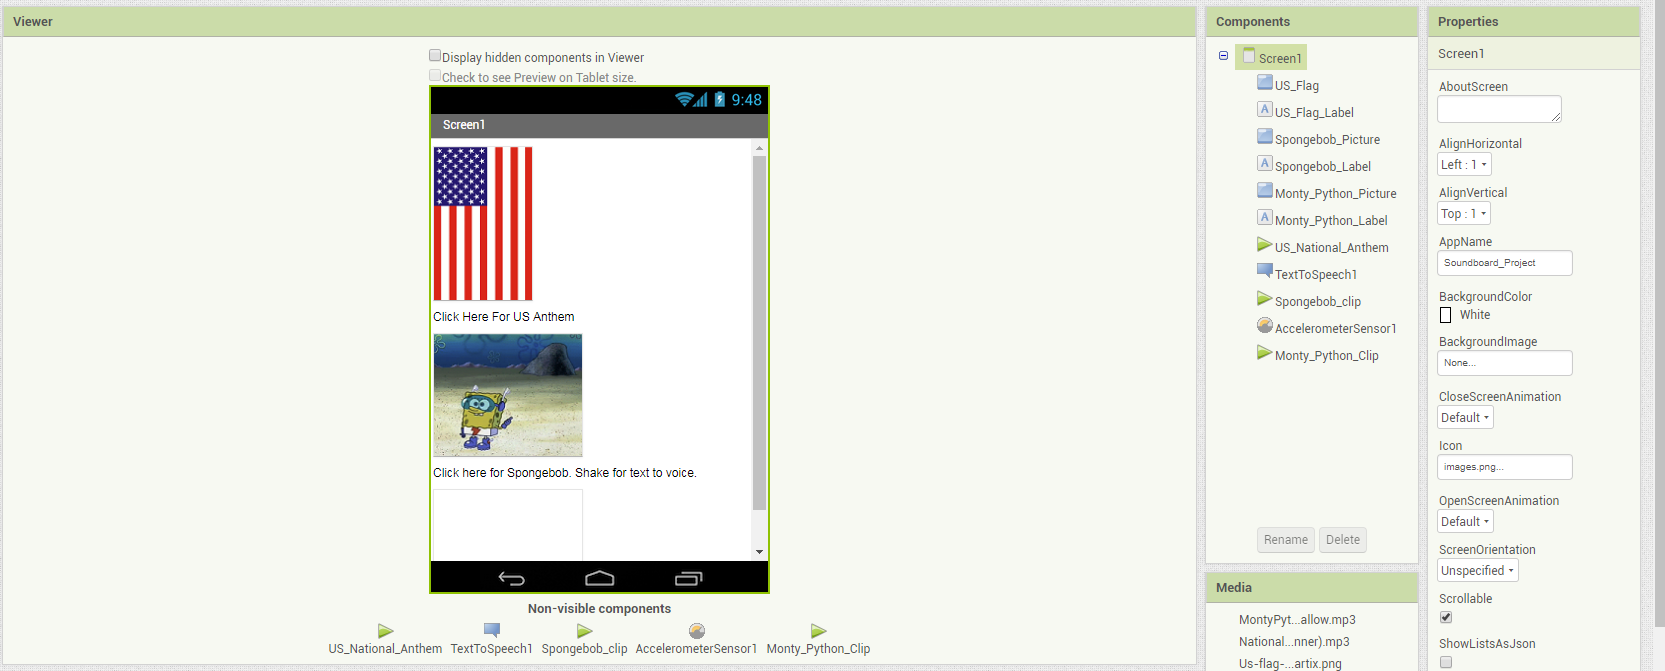 Viewer
Display hidden components in Viewer
Check to see Preview on Tablet size.
9:48
Screen1
Click Here For US Anthem
Click here for Spongebob. Shake for text to voice.
Non-visible components
US_National_Anthem TextToSpeech1 Spongebob_clip AccelerometerSensor1 Monty_Python_Clip
Components
Screen1
US_Flag
A US_Flag_Label
Spongebob_Picture
A Spongebob_Label
Monty_Python_Picture
A Monty_Python_Label
US_National_Anthem
TextToSpeech1
Spongebob_clip
AccelerometerSensor1
Monty_Python_Clip
Rename Delete
Media
MontyPyt...allow.mp3
National...nner).mp3
Us-flag-...artix.png
Properties
Screen1
AboutScreen
AlignHorizontal
Left : 1
AlignVertical
Top : 1
AppName
Soundboard_Project
BackgroundColor
White
BackgroundImage
None...
CloseScreenAnimation
Default
Icon
images.png...
OpenScreenAnimation
Default
ScreenOrientation
Unspecified
Scrollable
ShowListsAsJson